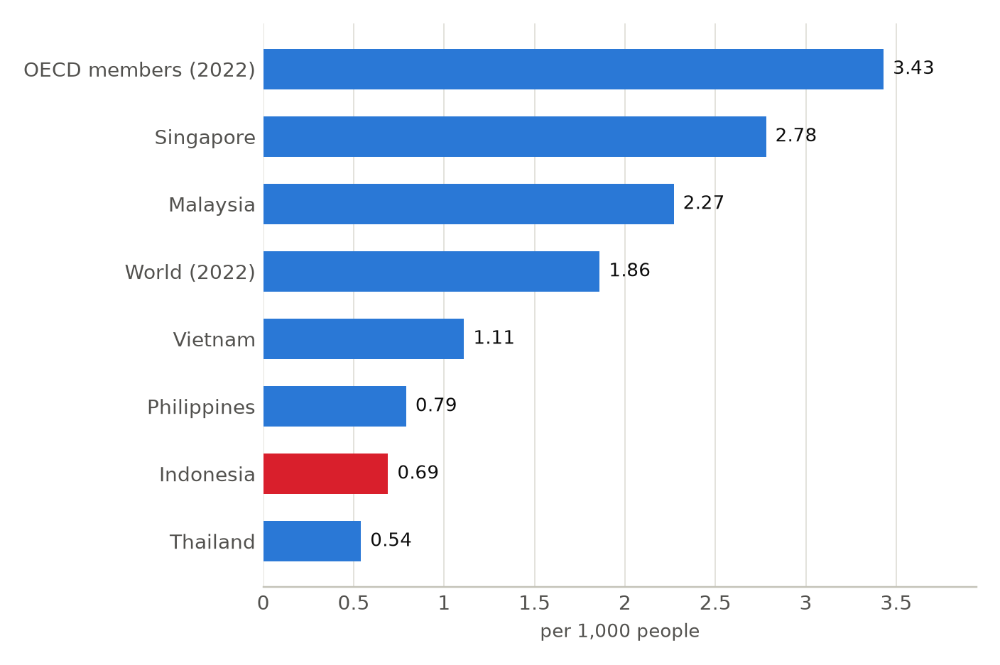 OECD members (2022) 3.43
Singapore 2.78
Malaysia 2.27
World (2022) 1.86
Vietnam 1.11
Philippines 0.79
Indonesia 0.69
Thailand 0.54
0 0.5 1 1.5 2 2.5 3 3.5
per 1,000 people